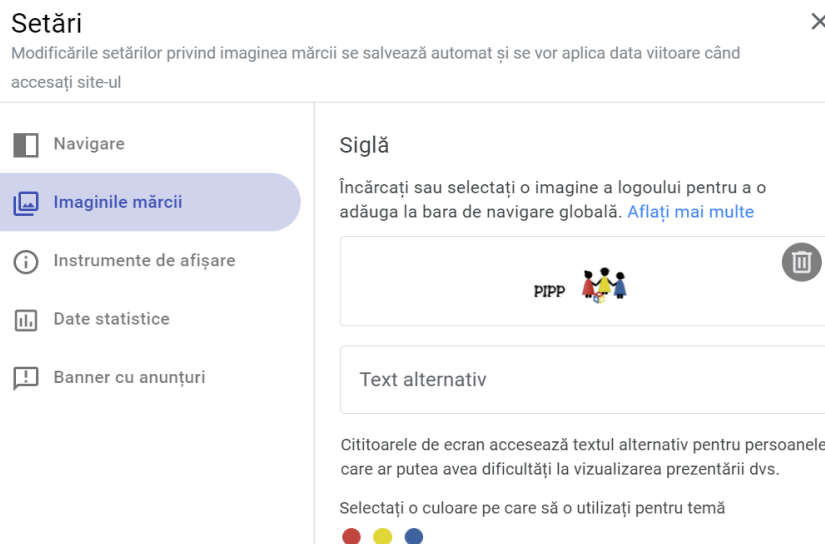 Setări
Modificările setărilor privind imaginea mărcii se salvează automat și se vor aplica data viitoare când
accesați site-ul
Navigare
Imaginile mărcii
Instrumente de afișare
Date statistice
Banner cu anunțuri
Siglă
Încărcați sau selectați o imagine a logoului pentru a o
adăuga la bara de navigare globală. Aflați mai multe
PIPP
Text alternativ
Cititoarele de ecran accesează textul alternativ pentru persoanele
care ar putea avea dificultăți la vizualizarea prezentării dvs.
Selectați o culoare pe care să o utilizați pentru temă